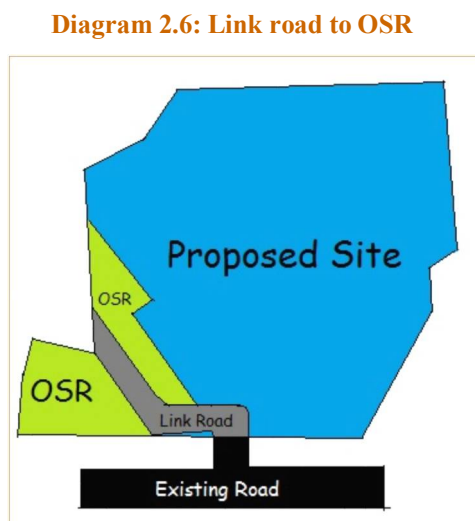 Diagram 2.6: Link road to OSR
Proposed Site
OSR
OSR
Link Road
Existing Road